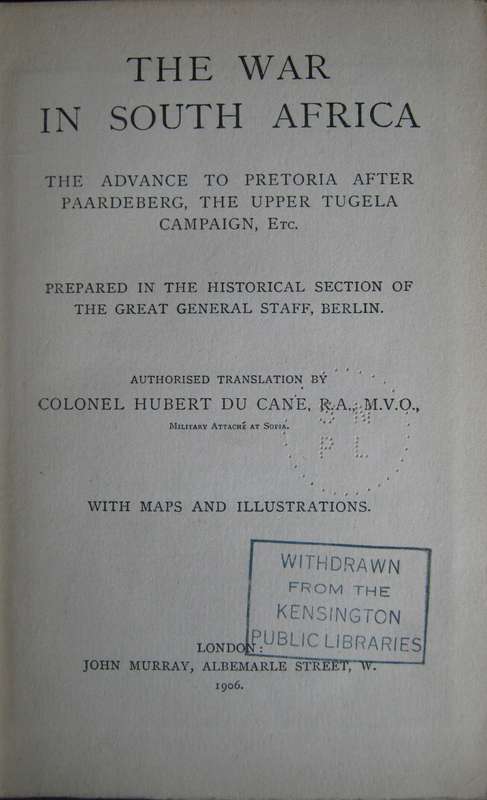 THE WAR
IN SOUTH AFRICA
THE ADVANCE TO PRETORIA AFTER
PAARDEBERG, THE UPPER TUGELA
CAMPAIGN, ETC.
PREPARED IN THE HISTORICAL SECTION OF
THE GREAT GENERAL STAFF, BERLIN.
AUTHORISED TRANSLATION BY
COLONEL HUBERT DU CANE, R.A., M.V.O.,
MILITARY ATTACHÉ AT SOFIA.
P L
WITH MAPS AND ILLUSTRATIONS.
WITHDRAWN
FROM THE
KENSINGTON
PUBLIC LIBRARIES
LONDON:
JOHN MURRAY, ALBEMARLE STREET, W.
1906.